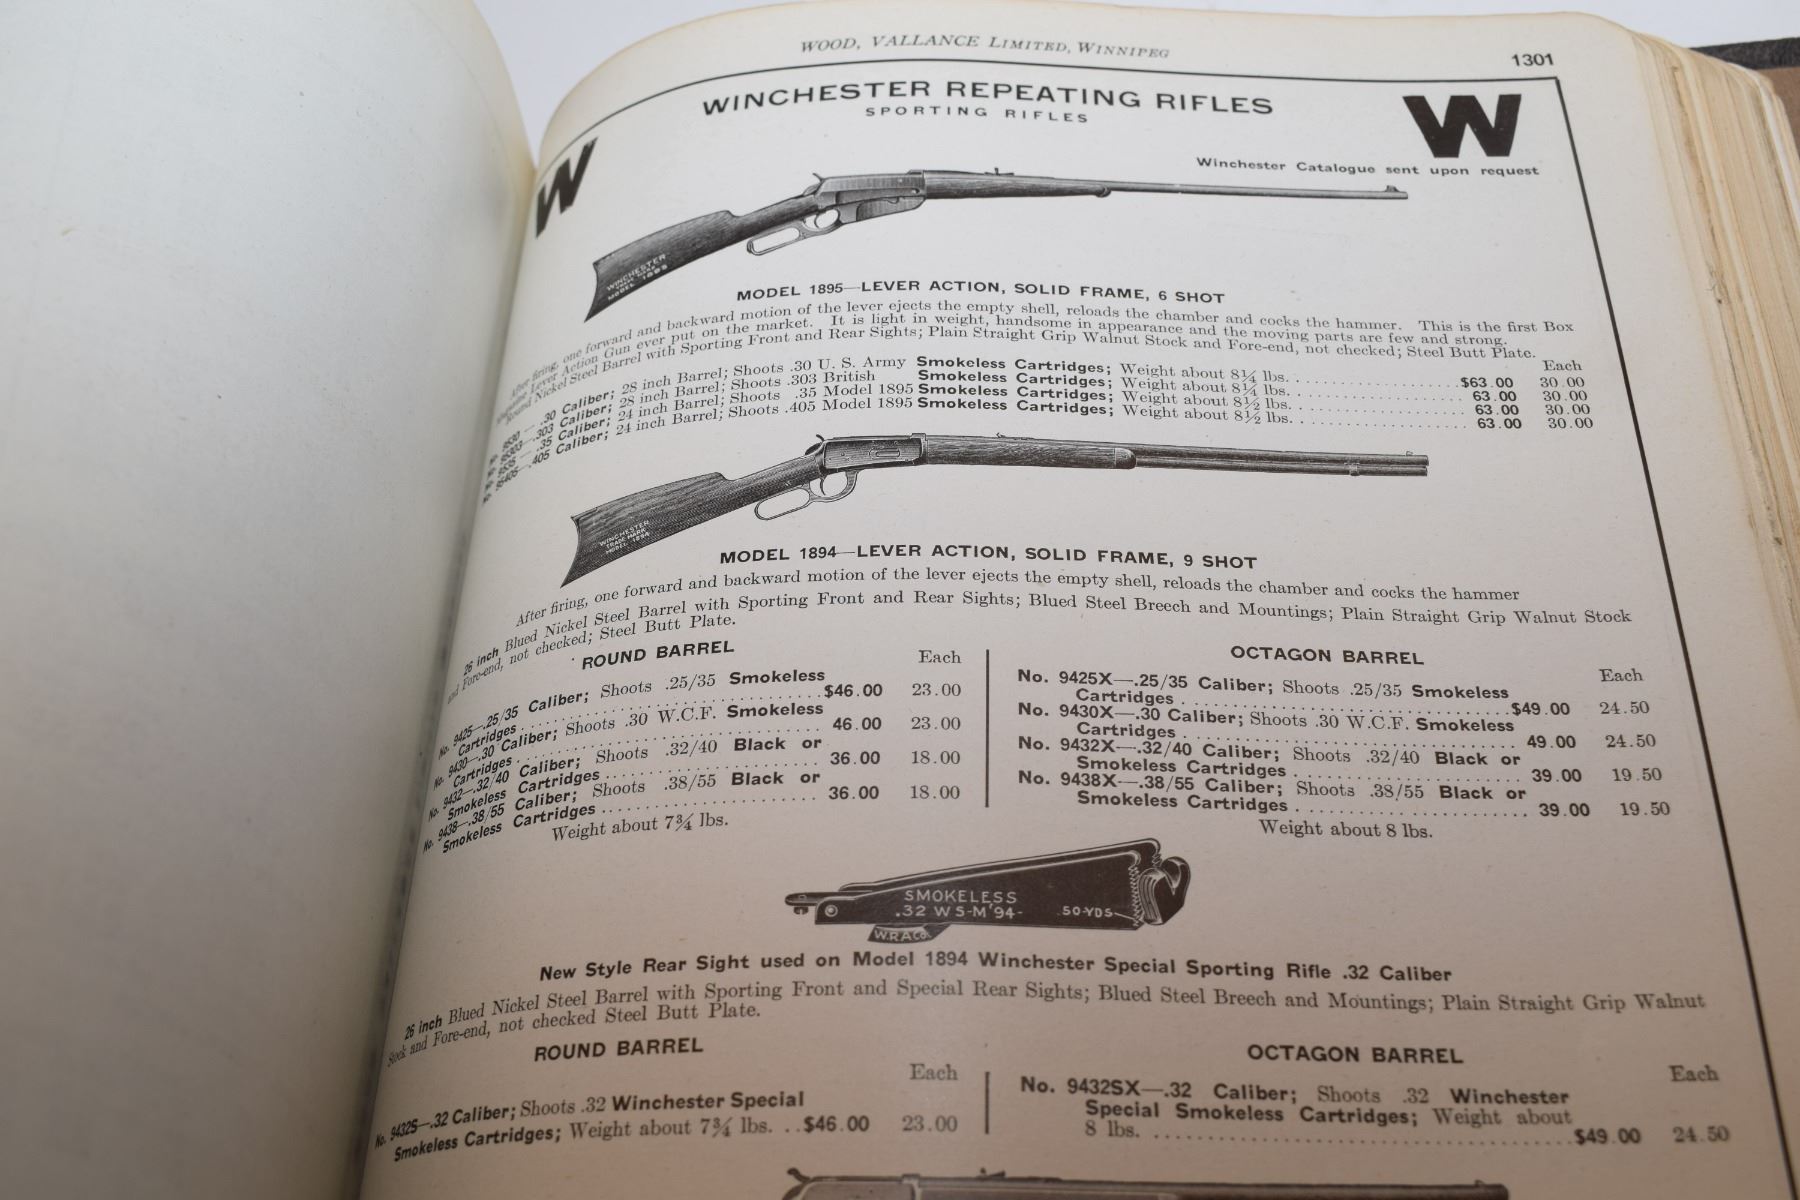 WOOD, VALLANCE LIMITED, WINNIPEG
1301
WINCHESTER REPEATING RIFLES
SPORTING RIFLES
W
W
Winchester Catalogue sent upon request
WINCHESTER
TRADE MARK
MODEL 1895
MODEL 1895—LEVER ACTION, SOLID FRAME, 6 SHOT
After firing, one forward and backward motion of the lever ejects the empty shell, reloads the chamber and cocks the hammer. This is the first Box
Magazine Lever Action Gun ever put on the market. It is light in weight, handsome in appearance and the moving parts are few and strong.
Round Nickel Steel Barrel with Sporting Front and Rear Sights; Plain Straight Grip Walnut Stock and Fore-end, not checked; Steel Butt Plate.
Each
No. 9530 — .30 Caliber; 28 inch Barrel; Shoots .30 U. S. Army Smokeless Cartridges; Weight about 8¼ lbs. $63.00 30.00
No. 95303—.303 Caliber; 28 inch Barrel; Shoots .303 British Smokeless Cartridges; Weight about 8¼ lbs. 63.00 30.00
No. 9535 — .35 Caliber; 24 inch Barrel; Shoots .35 Model 1895 Smokeless Cartridges; Weight about 8½ lbs. 63.00 30.00
No. 95405—.405 Caliber; 24 inch Barrel; Shoots .405 Model 1895 Smokeless Cartridges; Weight about 8½ lbs. 63.00 30.00
WINCHESTER
TRADE MARK
MODEL 1894
MODEL 1894—LEVER ACTION, SOLID FRAME, 9 SHOT
After firing, one forward and backward motion of the lever ejects the empty shell, reloads the chamber and cocks the hammer
26 inch Blued Nickel Steel Barrel with Sporting Front and Rear Sights; Blued Steel Breech and Mountings; Plain Straight Grip Walnut Stock
and Fore-end, not checked; Steel Butt Plate.
ROUND BARREL
Each
No. 9425—.25/35 Caliber; Shoots .25/35 Smokeless
Cartridges $46.00 23.00
No. 9430—.30 Caliber; Shoots .30 W.C.F. Smokeless
Cartridges 46.00 23.00
No. 9432—.32/40 Caliber; Shoots .32/40 Black or
Smokeless Cartridges 36.00 18.00
No. 9438—.38/55 Caliber; Shoots .38/55 Black or
Smokeless Cartridges 36.00 18.00
Weight about 7¾ lbs.
OCTAGON BARREL
Each
No. 9425X—.25/35 Caliber; Shoots .25/35 Smokeless
Cartridges $49.00 24.50
No. 9430X—.30 Caliber; Shoots .30 W.C.F. Smokeless
Cartridges 49.00 24.50
No. 9432X—.32/40 Caliber; Shoots .32/40 Black or
Smokeless Cartridges 39.00 19.50
No. 9438X—.38/55 Caliber; Shoots .38/55 Black or
Smokeless Cartridges 39.00 19.50
Weight about 8 lbs.
SMOKELESS
.32 W S-M '94- 50-YDS
W.R.A.Co.
New Style Rear Sight used on Model 1894 Winchester Special Sporting Rifle .32 Caliber
26 inch Blued Nickel Steel Barrel with Sporting Front and Special Rear Sights; Blued Steel Breech and Mountings; Plain Straight Grip Walnut
Stock and Fore-end, not checked Steel Butt Plate.
ROUND BARREL
Each
No. 9432S—.32 Caliber; Shoots .32 Winchester Special
Smokeless Cartridges; Weight about 7¾ lbs. $46.00 23.00
OCTAGON BARREL
Each
No. 9432SX—.32 Caliber; Shoots .32 Winchester
Special Smokeless Cartridges; Weight about
8 lbs. $49.00 24.50